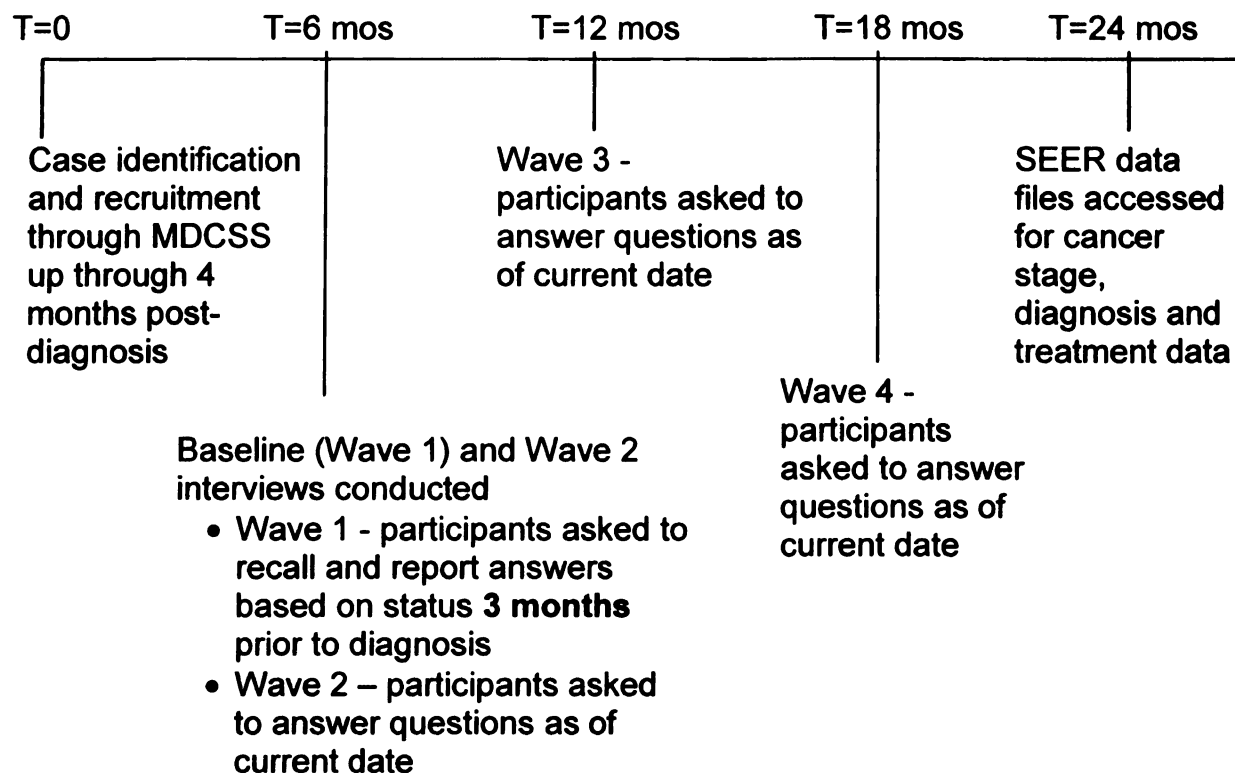 T=0
T=6 mos
T=12 mos
T=18 mos
T=24 mos
Case identification
and recruitment
through MDCSS
up through 4
months post-
diagnosis
Baseline (Wave 1) and Wave 2
interviews conducted
• Wave 1 - participants asked to
recall and report answers
based on status 3 months
prior to diagnosis
• Wave 2 – participants asked
to answer questions as of
current date
Wave 3 -
participants asked to
answer questions as
of current date
Wave 4 -
participants
asked to answer
questions as of
current date
SEER data
files accessed
for cancer
stage,
diagnosis and
treatment data